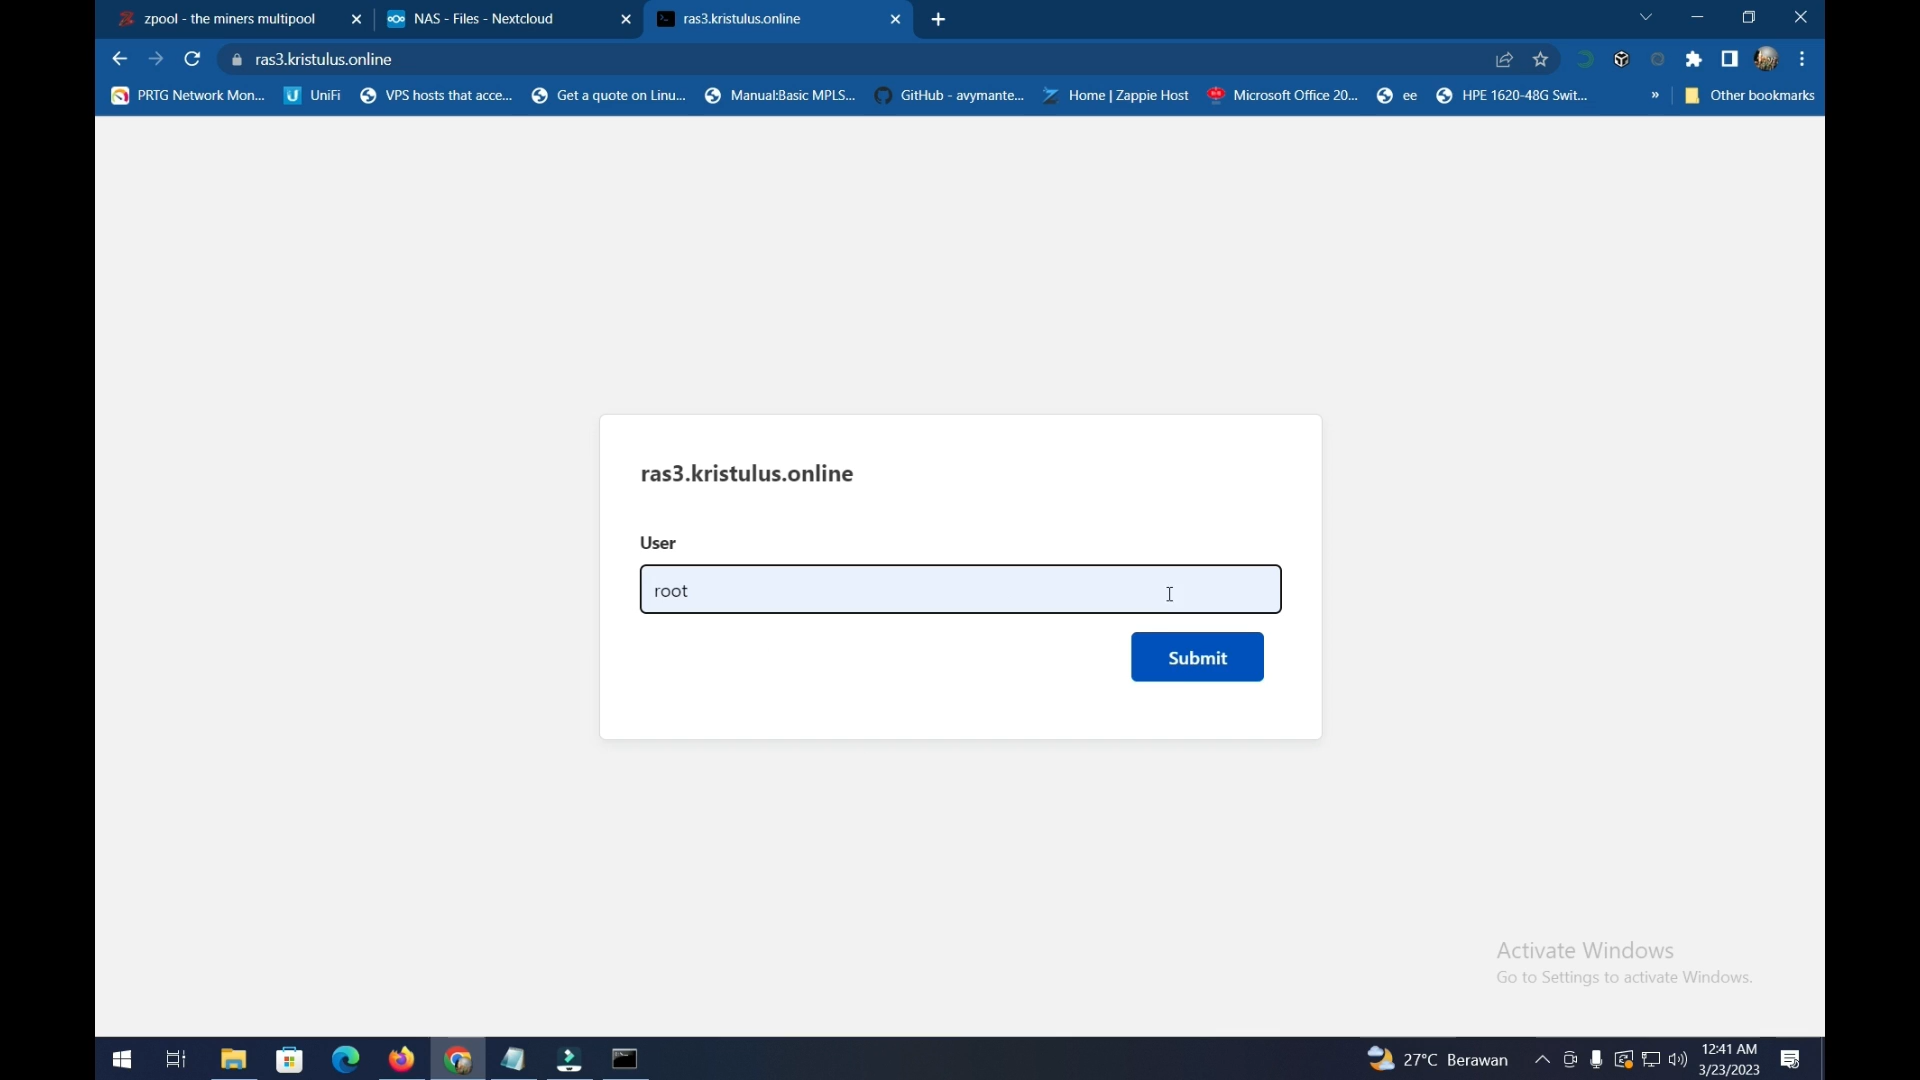 zpool - the miners multipool
NAS - Files - Nextcloud
ras3.kristulus.online
ras3.kristulus.online
PRTG Network Mon...
UniFi
VPS hosts that acce...
Get a quote on Linu...
Manual:Basic MPLS...
GitHub - avymante...
Home | Zappie Host
Microsoft Office 20...
ee
HPE 1620-48G Swit...
»
Other bookmarks
ras3.kristulus.online
User
root
Submit
Activate Windows
Go to Settings to activate Windows.
27°C Berawan
12:41 AM
3/23/2023